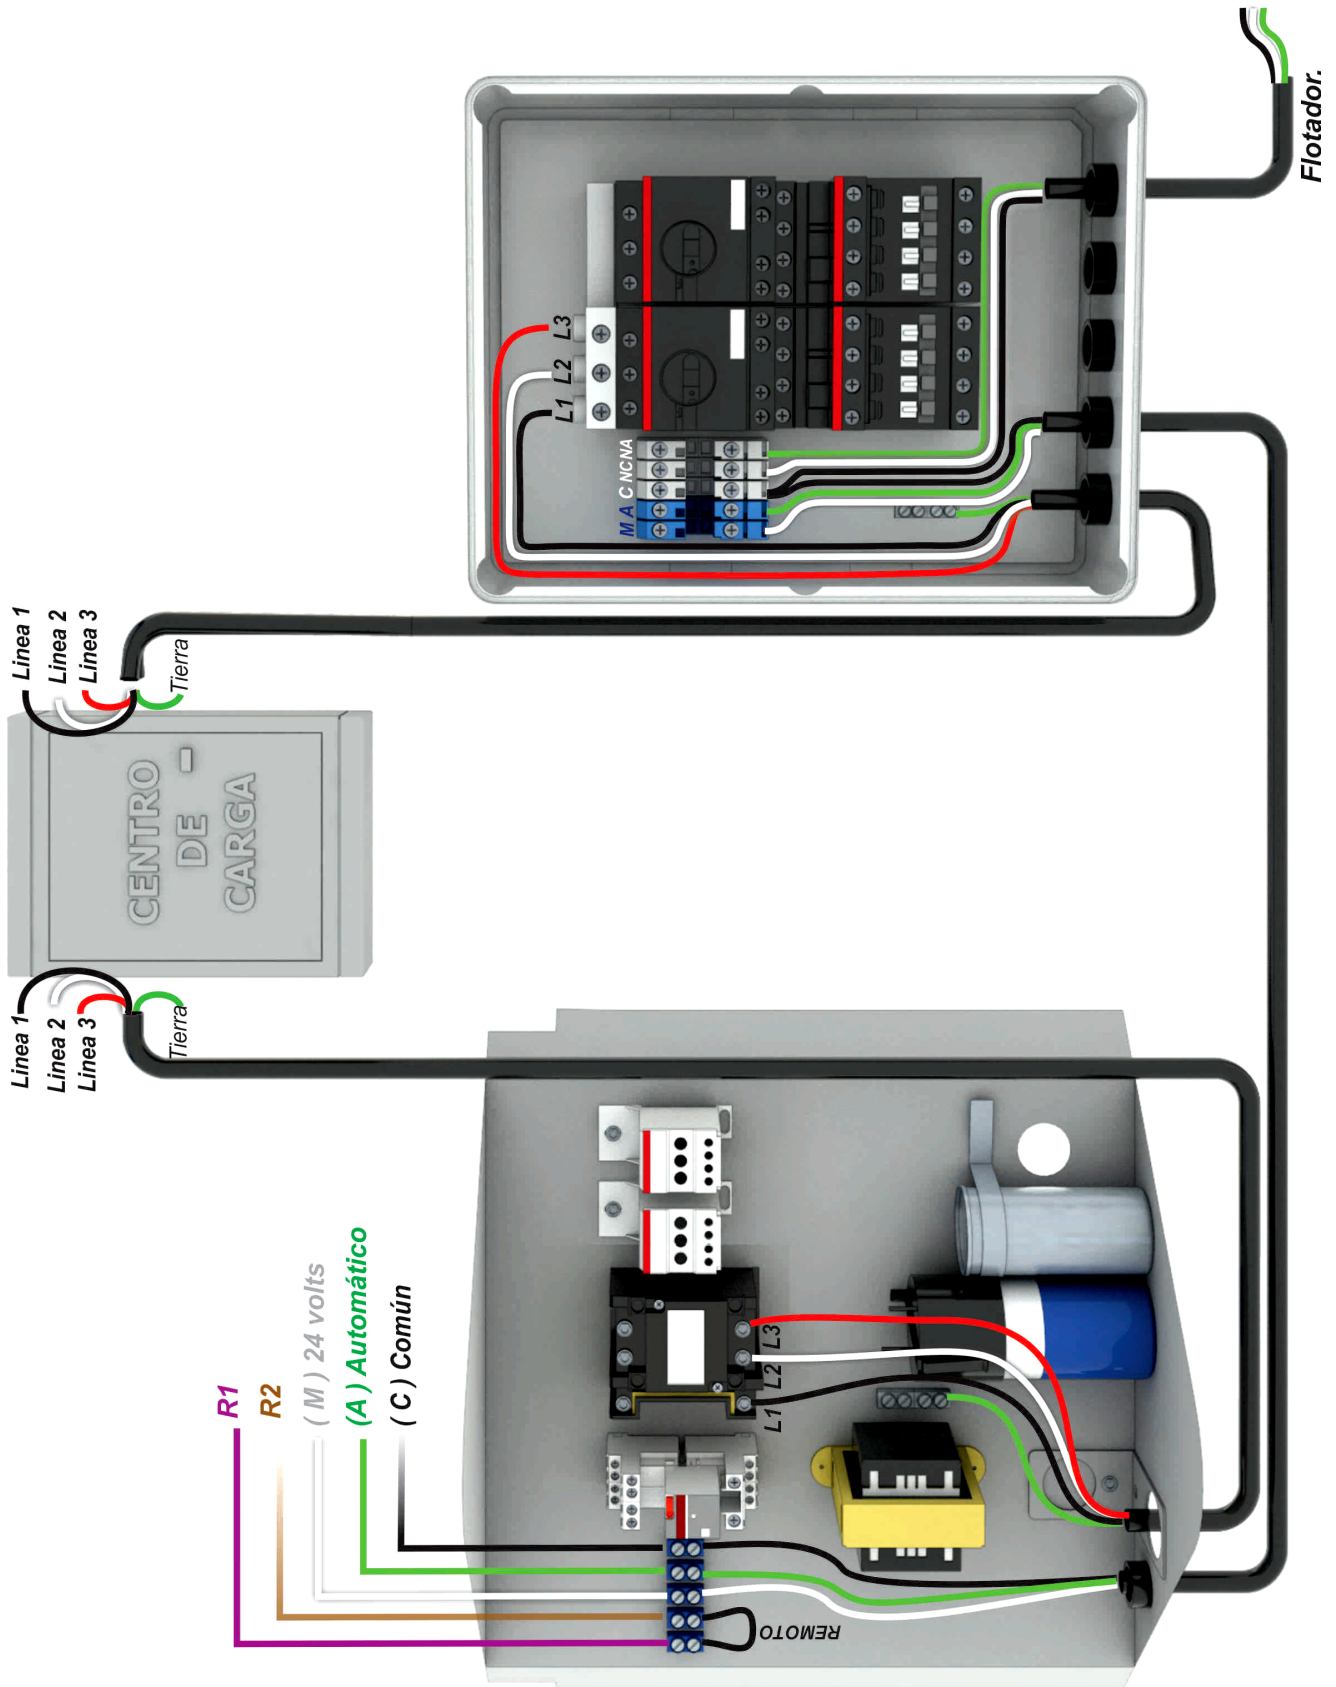 Linea 1
Linea 2
Linea 3
Tierra
CENTRO
DE
CARGA
Linea 1
Linea 2
Linea 3
Tierra
R1
R2
( M ) 24 volts
(A ) Automático
( C ) Común
L1
L2
L3
REMOTO
L1
L2
L3
M A C NC NA
Flotador.